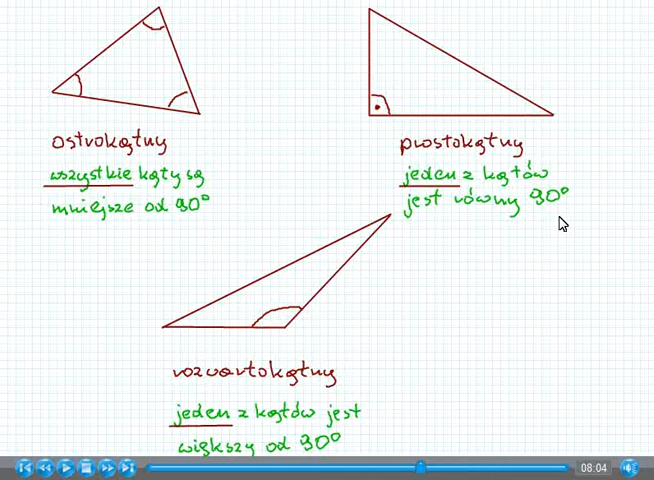 ostrokątny
wszystkie kąty są
mniejsze od 90°
prostokątny
jeden z kątów
jest równy 90°
rozwartokątny
jeden z kątów jest
większy od 90°
08:04